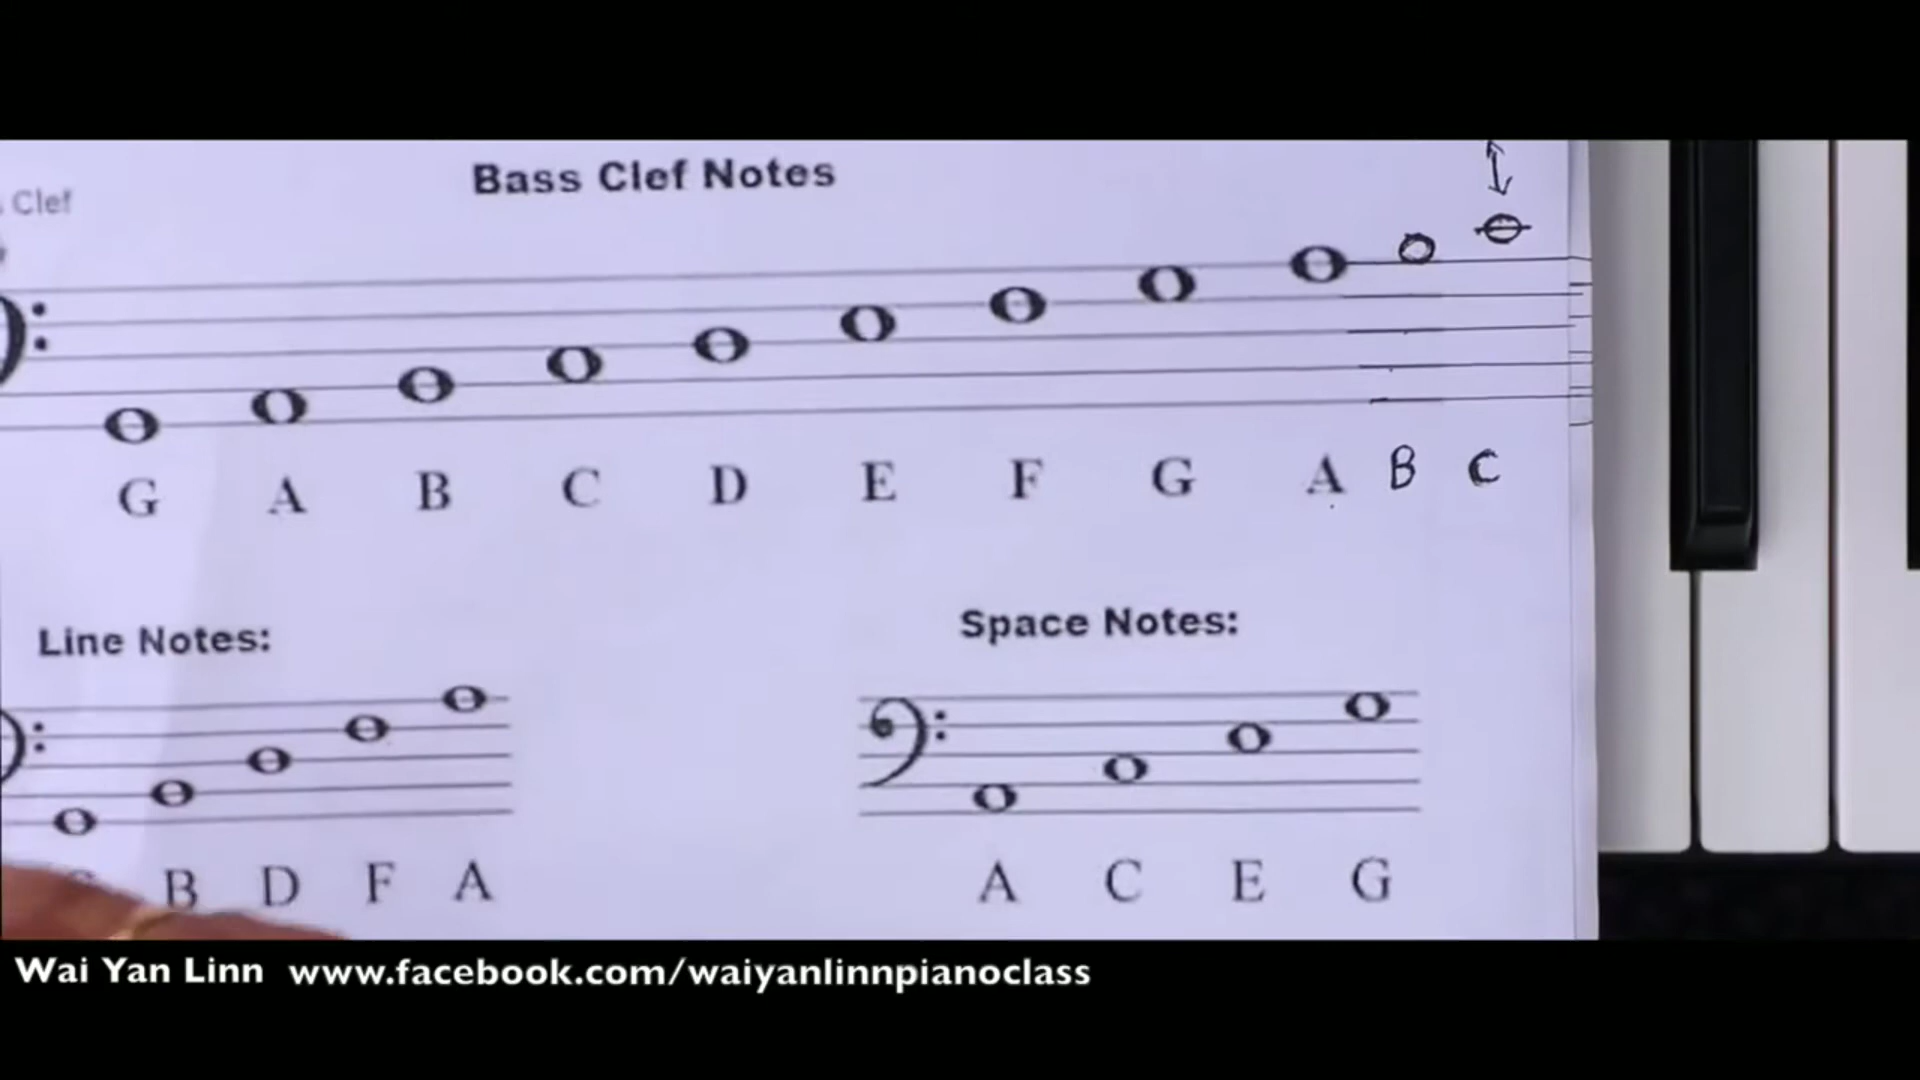 Bass Clef Notes
Clef
G A B C D E F G A B C
Line Notes:
Space Notes:
B D F A
A C E G
Wai Yan Linn www.facebook.com/waiyanlinnpianoclass